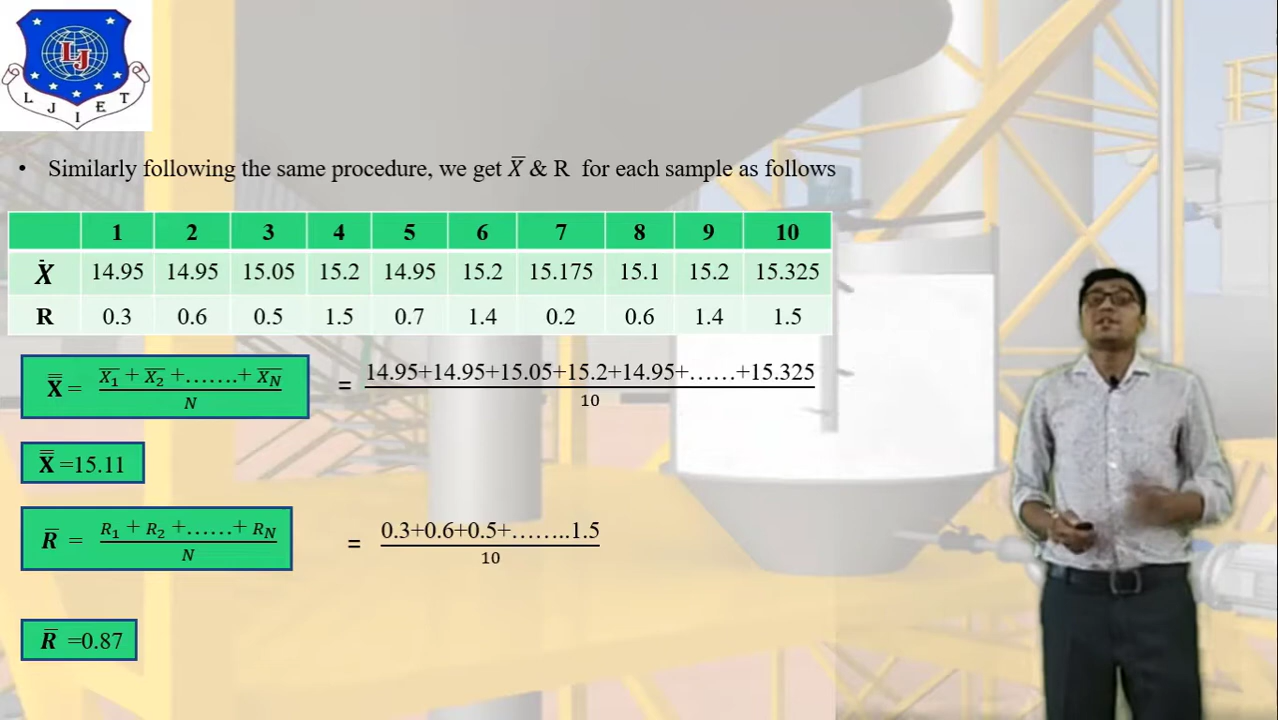 LJ
L J I E T
• Similarly following the same procedure, we get X̅ & R for each sample as follows
1 2 3 4 5 6 7 8 9 10
Ẋ 14.95 14.95 15.05 15.2 14.95 15.2 15.175 15.1 15.2 15.325
R 0.3 0.6 0.5 1.5 0.7 1.4 0.2 0.6 1.4 1.5
X̿ = (X̅₁ + X̅₂ +.......+ X̅_N) / N = (14.95+14.95+15.05+15.2+14.95+......+15.325) / 10
X̿ =15.11
R̅ = (R₁ + R₂ +......+ R_N) / N = (0.3+0.6+0.5+……..1.5) / 10
R̅ =0.87